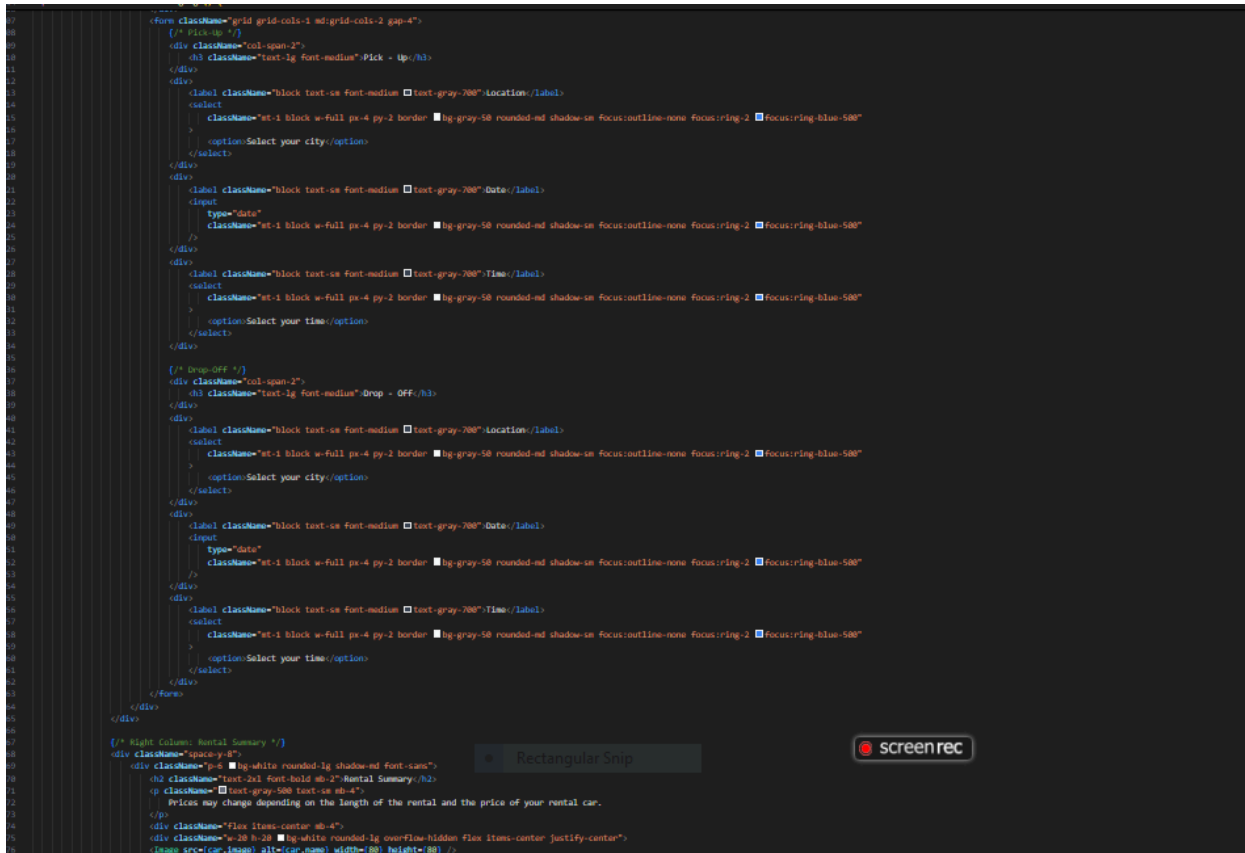 <form className="grid grid-cols-1 md:grid-cols-2 gap-4">
{/* Pick-Up */}
<div className="col-span-2">
<h3 className="text-lg font-medium">Pick - Up</h3>
</div>
<div>
<label className="block text-sm font-medium text-gray-700">Location</label>
<select
className="mt-1 block w-full px-4 py-2 border bg-gray-50 rounded-md shadow-sm focus:outline-none focus:ring-2 focus:ring-blue-500"
>
<option>Select your city</option>
</select>
</div>
<div>
<label className="block text-sm font-medium text-gray-700">Date</label>
<input
type="date"
className="mt-1 block w-full px-4 py-2 border bg-gray-50 rounded-md shadow-sm focus:outline-none focus:ring-2 focus:ring-blue-500"
/>
</div>
<div>
<label className="block text-sm font-medium text-gray-700">Time</label>
<select
className="mt-1 block w-full px-4 py-2 border bg-gray-50 rounded-md shadow-sm focus:outline-none focus:ring-2 focus:ring-blue-500"
>
<option>Select your time</option>
</select>
</div>
{/* Drop-Off */}
<div className="col-span-2">
<h3 className="text-lg font-medium">Drop - Off</h3>
</div>
<div>
<label className="block text-sm font-medium text-gray-700">Location</label>
<select
className="mt-1 block w-full px-4 py-2 border bg-gray-50 rounded-md shadow-sm focus:outline-none focus:ring-2 focus:ring-blue-500"
>
<option>Select your city</option>
</select>
</div>
<div>
<label className="block text-sm font-medium text-gray-700">Date</label>
<input
type="date"
className="mt-1 block w-full px-4 py-2 border bg-gray-50 rounded-md shadow-sm focus:outline-none focus:ring-2 focus:ring-blue-500"
/>
</div>
<div>
<label className="block text-sm font-medium text-gray-700">Time</label>
<select
className="mt-1 block w-full px-4 py-2 border bg-gray-50 rounded-md shadow-sm focus:outline-none focus:ring-2 focus:ring-blue-500"
>
<option>Select your time</option>
</select>
</div>
</form>
</div>
</div>
{/* Right Column: Rental Summary */}
<div className="space-y-8">
<div className="p-6 bg-white rounded-lg shadow-md font-sans">
<h2 className="text-2xl font-bold mb-2">Rental Summary</h2>
<p className="text-gray-500 text-sm mb-4">
Prices may change depending on the length of the rental and the price of your rental car.
</p>
<div className="flex items-center mb-4">
<div className="w-20 h-20 bg-white rounded-lg overflow-hidden flex items-center justify-center">
<Image src={car.image} alt={car.name} width={80} height={80} />
Rectangular Snip
screenrec